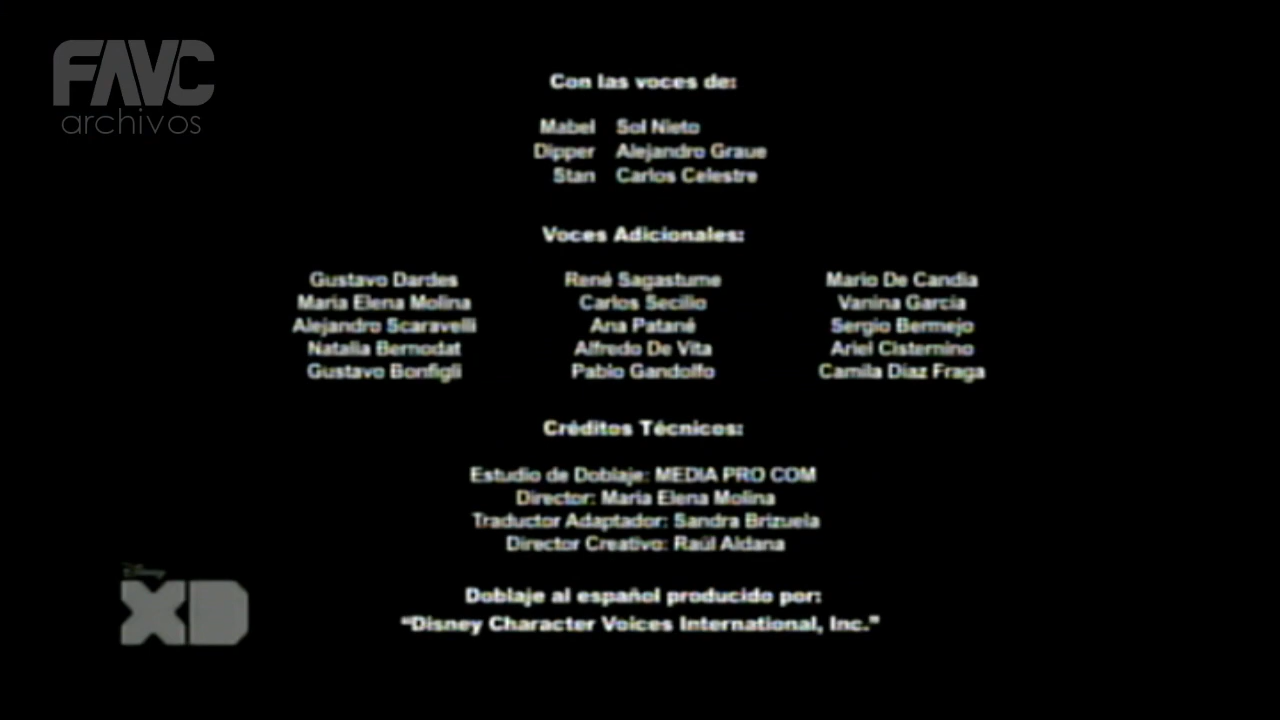 FAVC
archivos
Con las voces de:
Mabel Sol Nieto
Dipper Alejandro Graue
Stan Carlos Celestre
Voces Adicionales:
Gustavo Dardes René Sagastume Mario De Candia
Maria Elena Molina Carlos Secilio Vanina Garcia
Alejandro Scaravelli Ana Patané Sergio Bermejo
Natalia Bernodat Alfredo De Vita Ariel Cisternino
Gustavo Bonfigli Pablo Gandolfo Camila Diaz Fraga
Créditos Técnicos:
Estudio de Doblaje: MEDIA PRO COM
Director: Maria Elena Molina
Traductor Adaptador: Sandra Brizuela
Director Creativo: Raúl Aldana
Doblaje al español producido por:
“Disney Character Voices International, Inc.”
Disney
XD